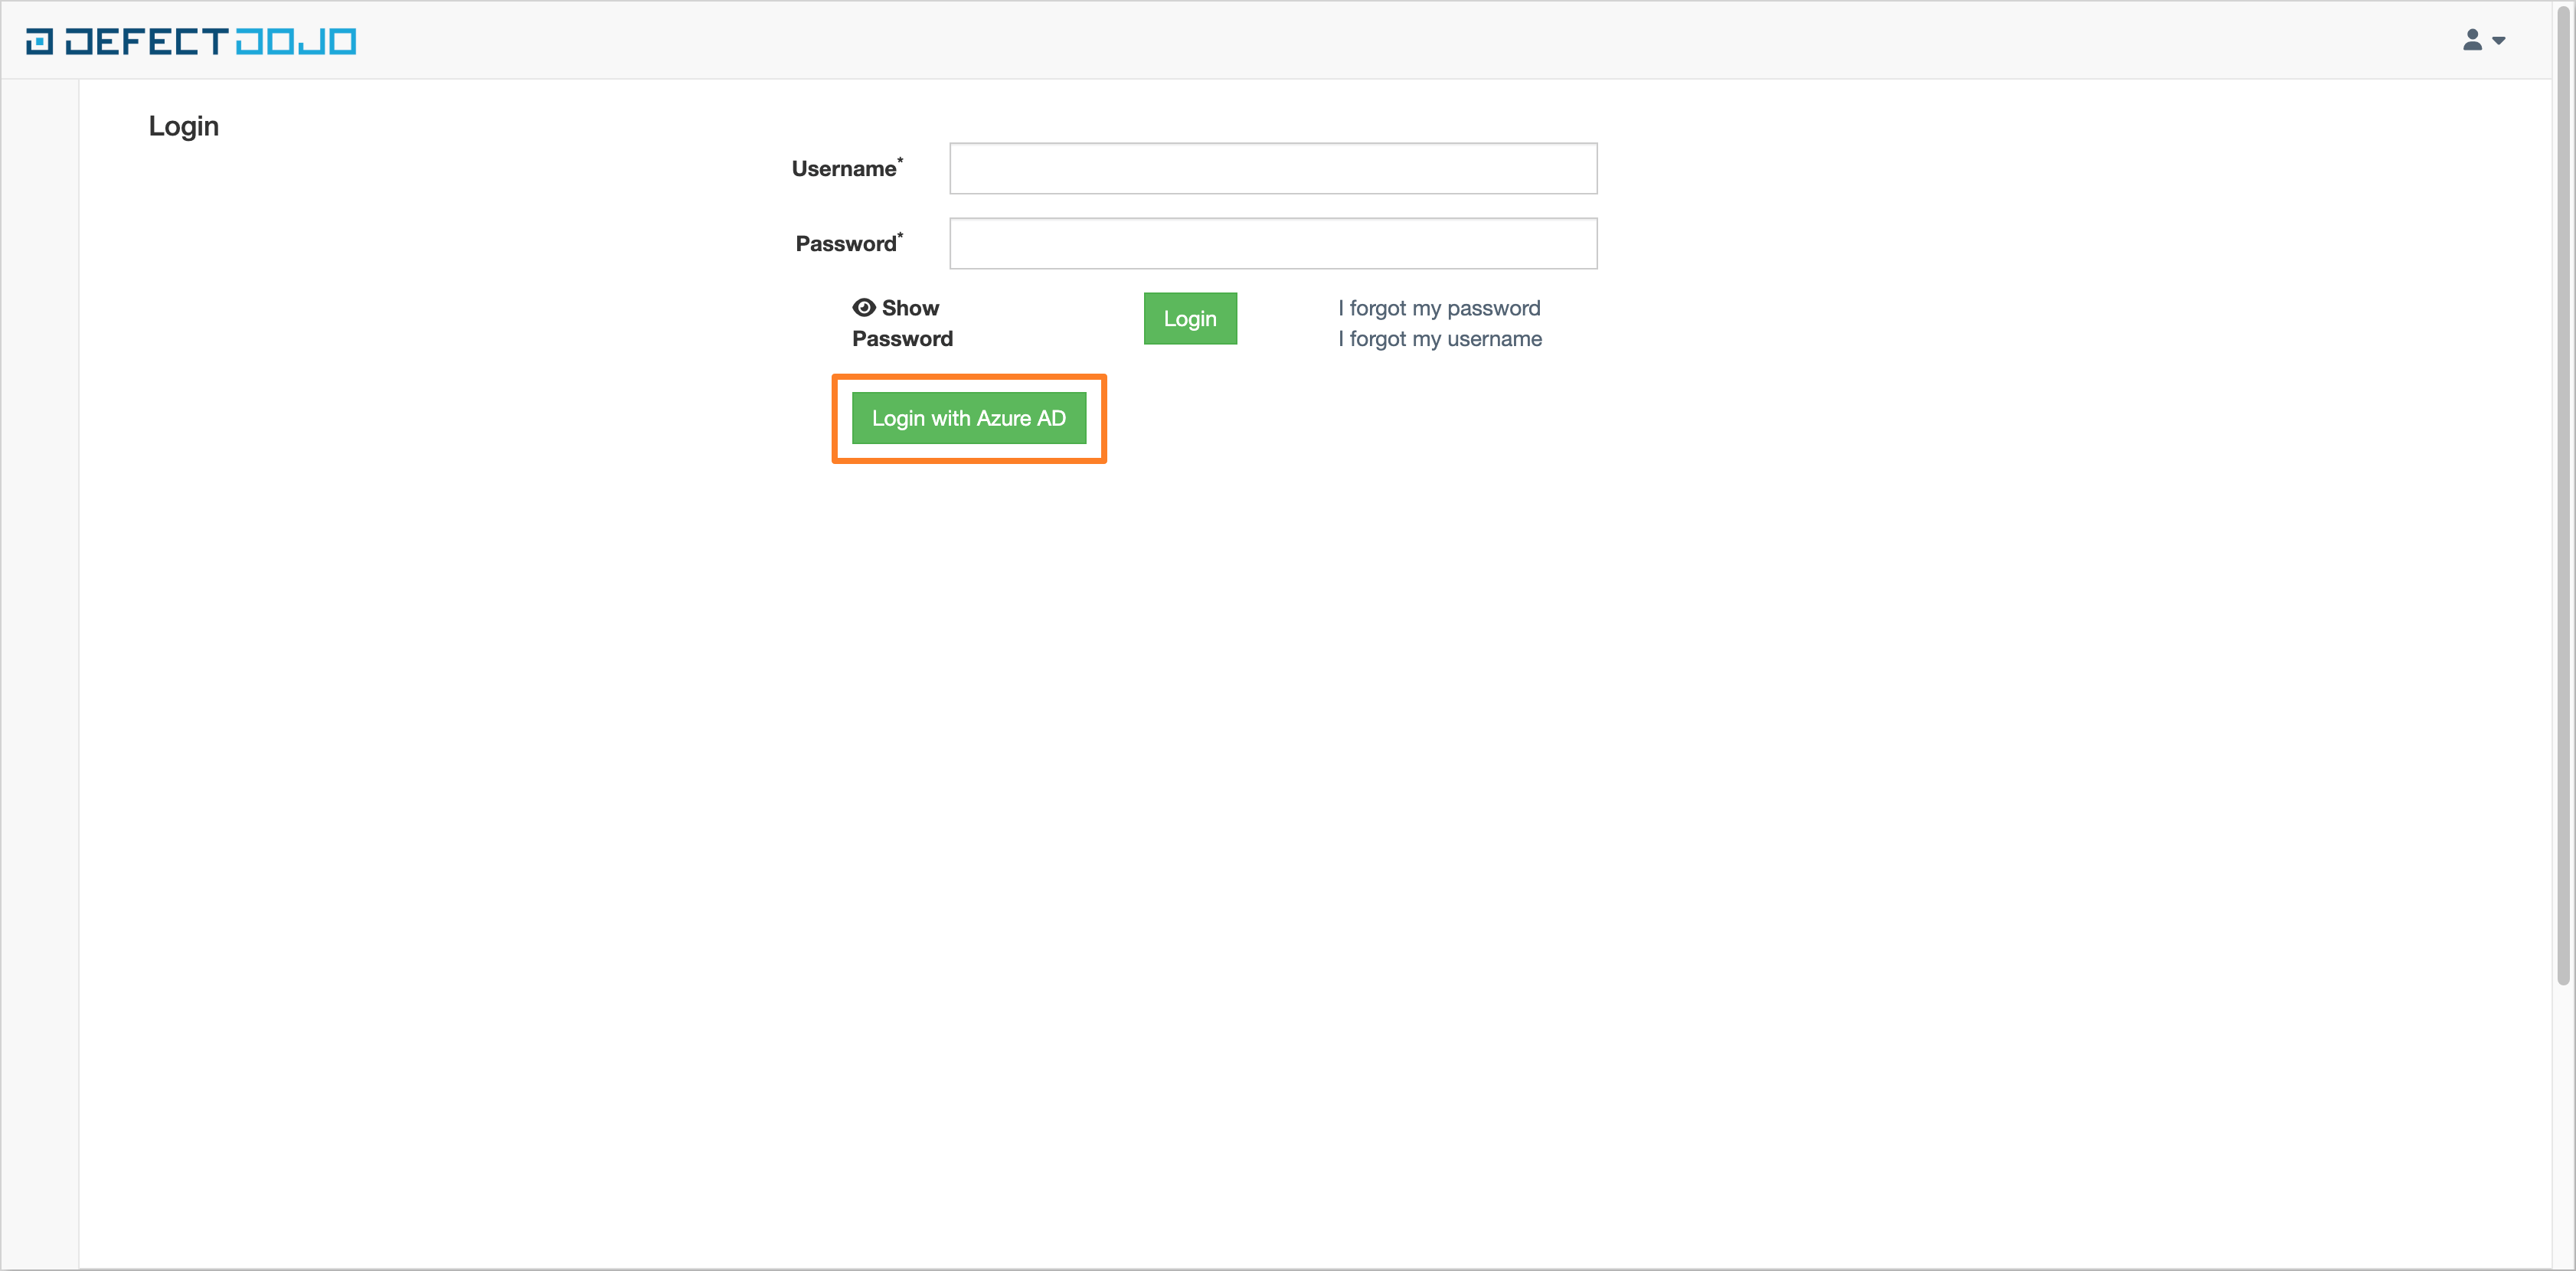 DEFECTDOJO
Login
Username*
Password*
Show
Password
Login
I forgot my password
I forgot my username
Login with Azure AD